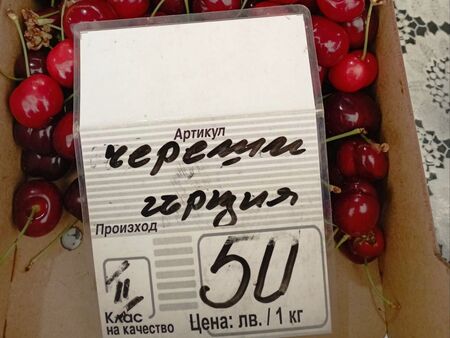 Артикул
череши
гърция
Произход
II
50
Клас
на качество
Цена: лв. / 1 кг